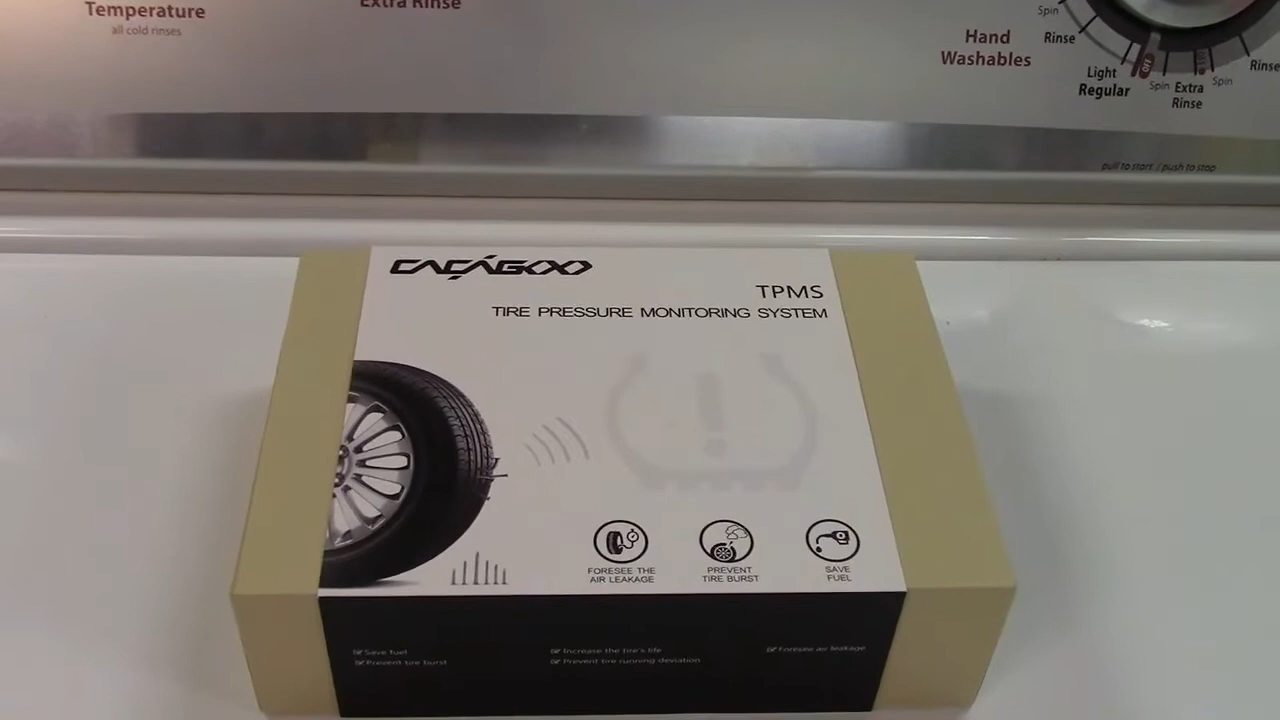 Temperature
all cold rinses
Extra Rinse
Hand
Washables
Spin
Rinse
Light
Regular
OFF
Spin
Extra
Rinse
Spin
Rinse
pull to start / push to stop
CAÇÁGOO
TPMS
TIRE PRESSURE MONITORING SYSTEM
FORESEE THE
AIR LEAKAGE
PREVENT
TIRE BURST
SAVE
FUEL
Save fuel
Prevent tire burst
Increase the tire's life
Prevent tire running deviation
Foresee air leakage